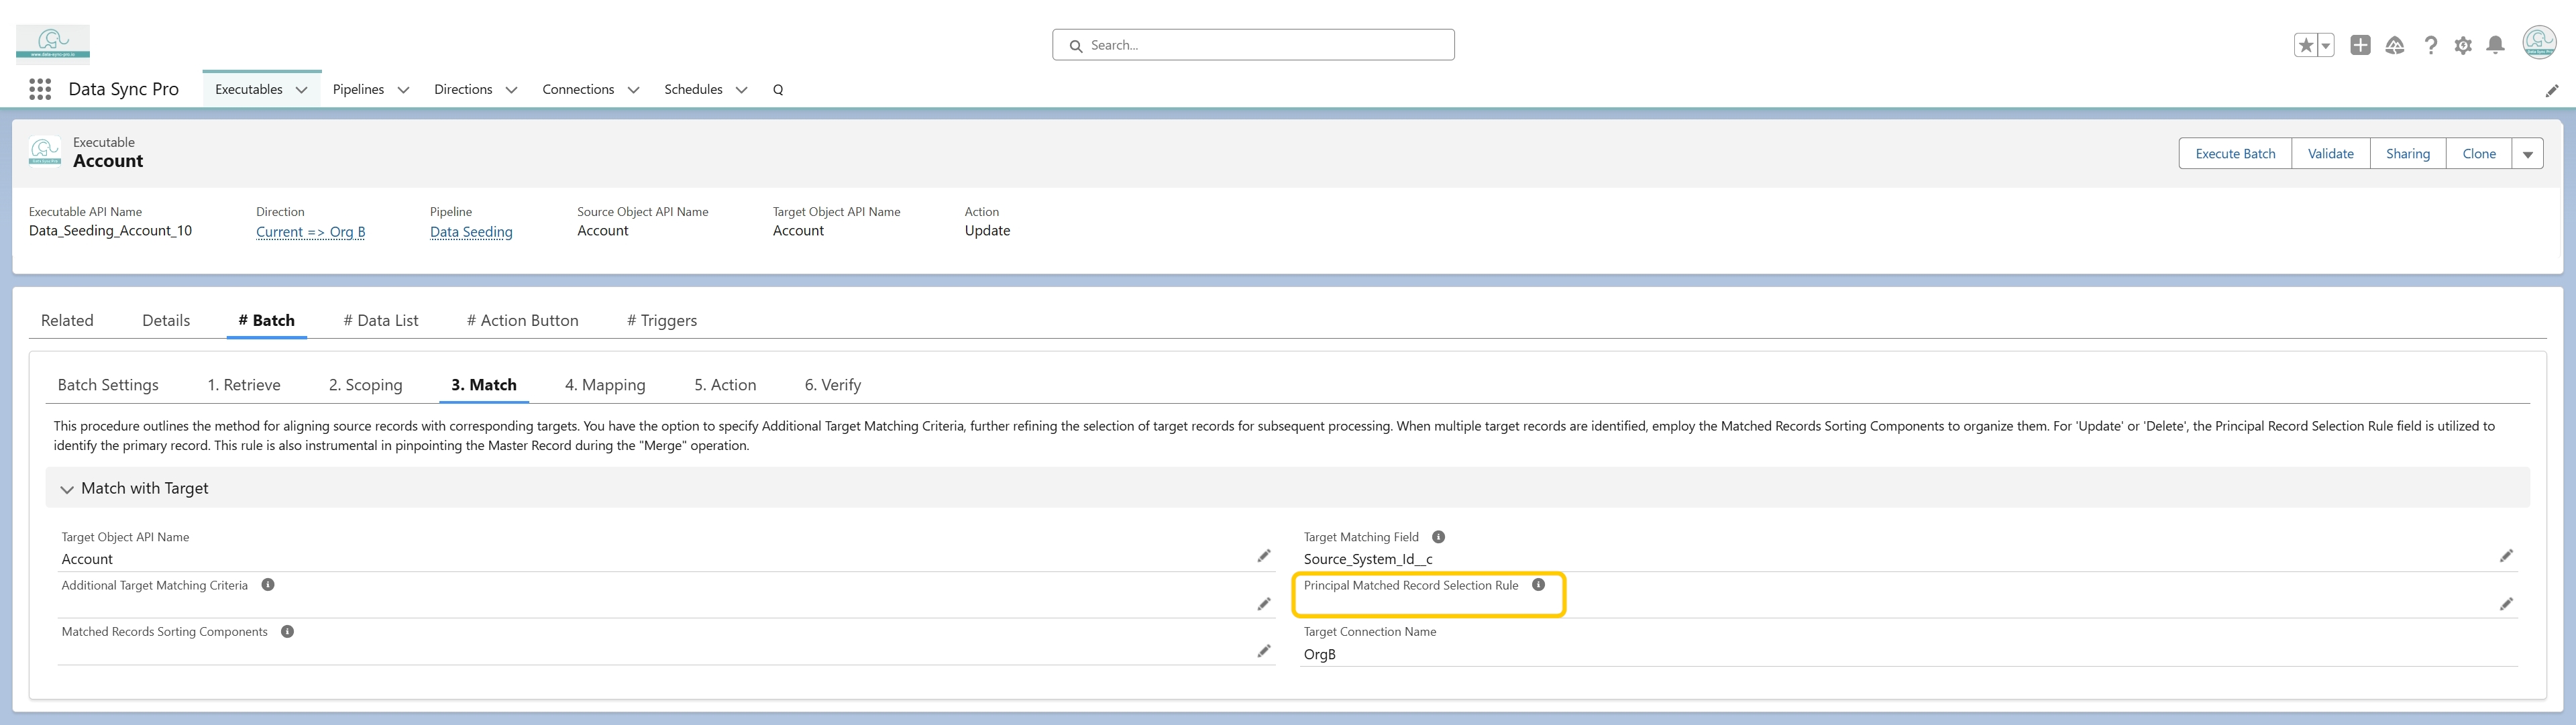 www.data-sync-pro.io
Search...
Data Sync Pro
Executables
Pipelines
Directions
Connections
Schedules
Q
Executable
Account
Execute Batch
Validate
Sharing
Clone
Executable API Name
Data_Seeding_Account_10
Direction
Current => Org B
Pipeline
Data Seeding
Source Object API Name
Account
Target Object API Name
Account
Action
Update
Related
Details
# Batch
# Data List
# Action Button
# Triggers
Batch Settings
1. Retrieve
2. Scoping
3. Match
4. Mapping
5. Action
6. Verify
This procedure outlines the method for aligning source records with corresponding targets. You have the option to specify Additional Target Matching Criteria, further refining the selection of target records for subsequent processing. When multiple target records are identified, employ the Matched Records Sorting Components to organize them. For 'Update' or 'Delete', the Principal Record Selection Rule field is utilized to
identify the primary record. This rule is also instrumental in pinpointing the Master Record during the "Merge" operation.
Match with Target
Target Object API Name
Account
Target Matching Field
Source_System_Id__c
Additional Target Matching Criteria
Principal Matched Record Selection Rule
Matched Records Sorting Components
Target Connection Name
OrgB